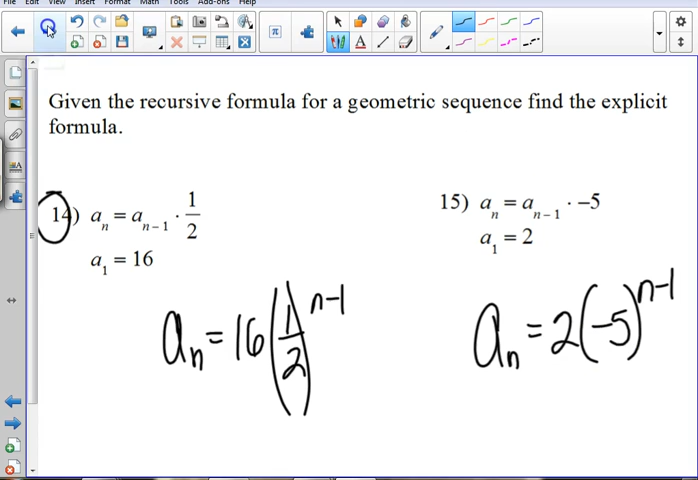 File Edit View Insert Format Tools Add-ons Help
Given the recursive formula for a geometric sequence find the explicit
formula.
14) aₙ = aₙ₋₁ · 1/2
a₁ = 16
aₙ = 16(1/2)ⁿ⁻¹
15) aₙ = aₙ₋₁ · −5
a₁ = 2
aₙ = 2(−5)ⁿ⁻¹